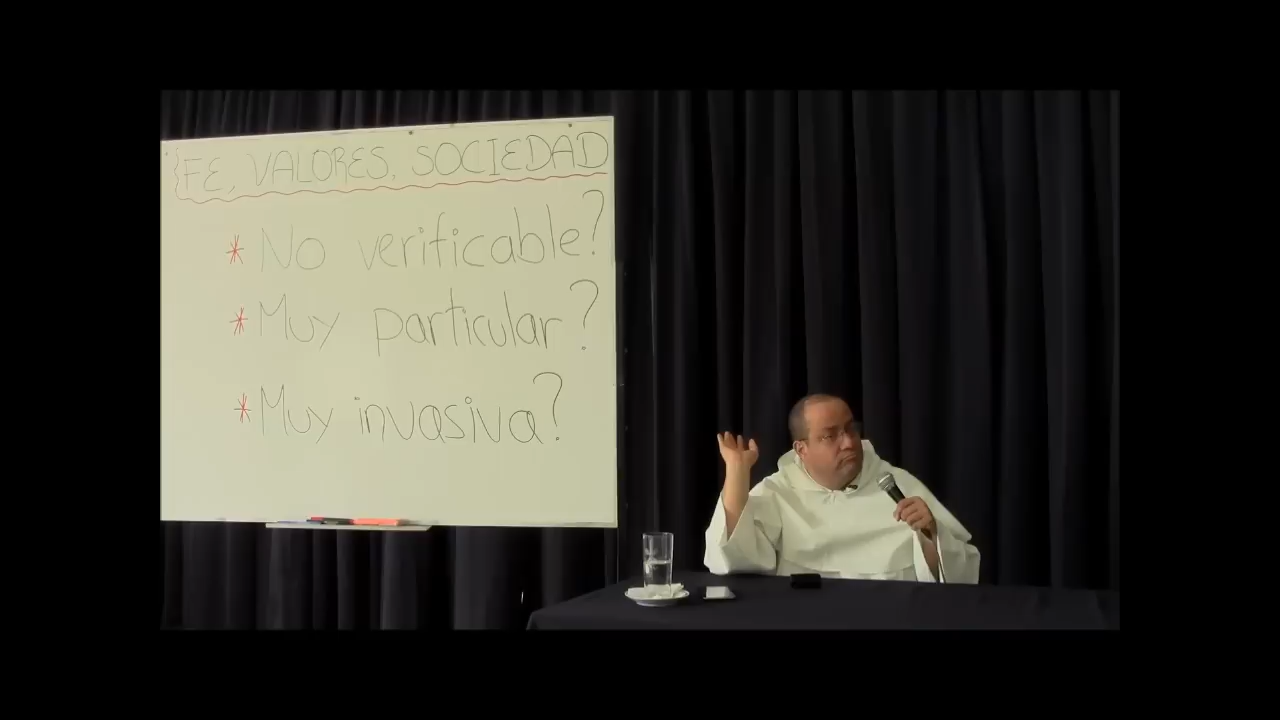 FE, VALORES, SOCIEDAD
* No verificable?
* Muy particular?
* Muy invasiva?